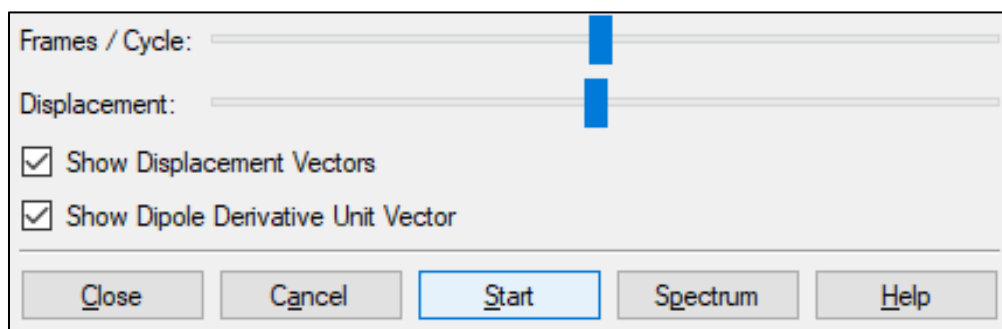 Frames / Cycle:
Displacement:
Show Displacement Vectors
Show Dipole Derivative Unit Vector
Close Cancel Start Spectrum Help